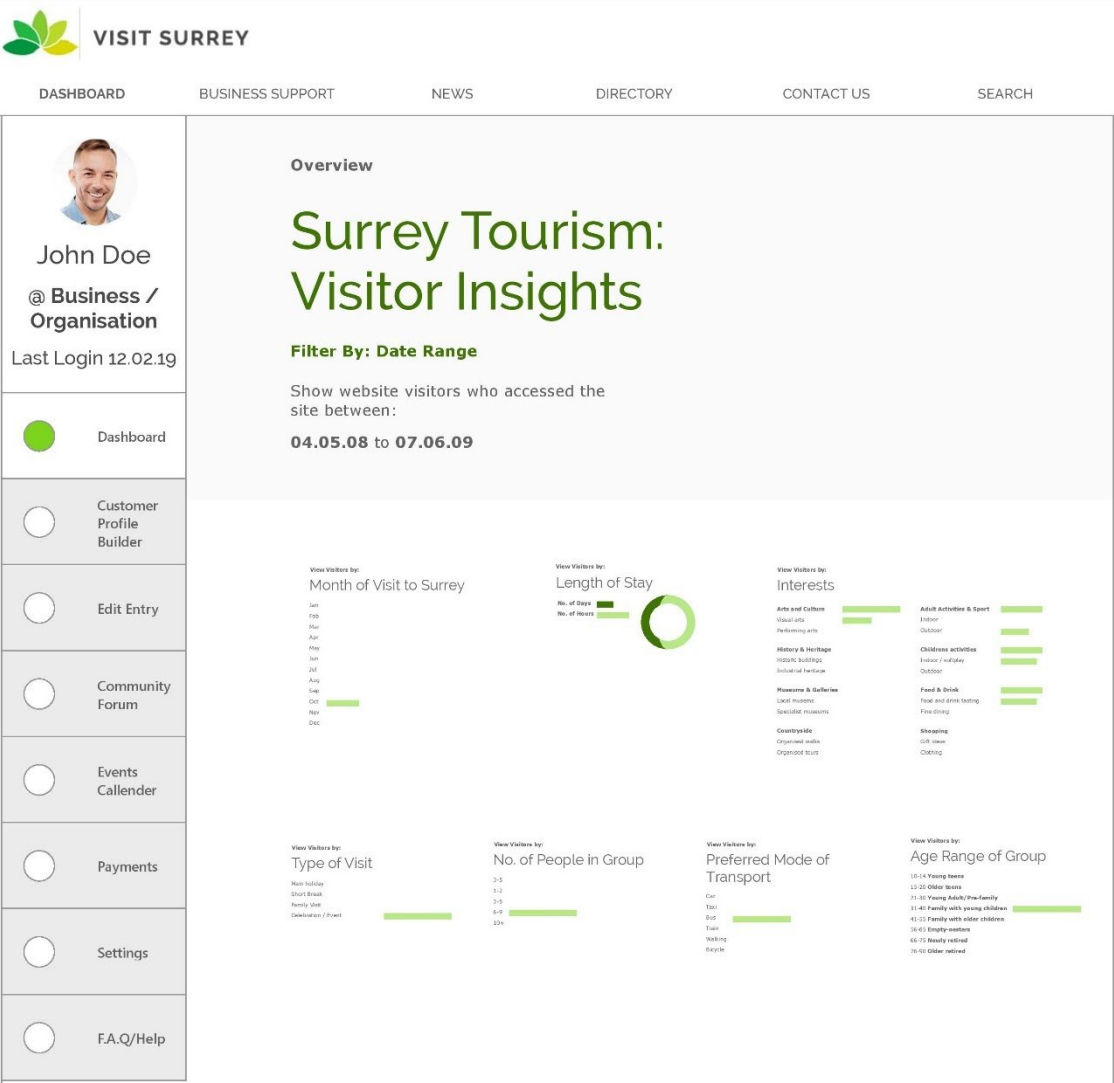 VISIT SURREY
DASHBOARD
BUSINESS SUPPORT
NEWS
DIRECTORY
CONTACT US
SEARCH
John Doe
@ Business /
Organisation
Last Login 12.02.19
Dashboard
Customer
Profile
Builder
Edit Entry
Community
Forum
Events
Callender
Payments
Settings
F.A.Q/Help
Overview
Surrey Tourism:
Visitor Insights
Filter By: Date Range
Show website visitors who accessed the
site between:
04.05.08 to 07.06.09
View Visitors by:
Month of Visit to Surrey
Jan
Feb
Mar
Apr
May
Jun
Jul
Aug
Sep
Oct
Nov
Dec
View Visitors by:
Length of Stay
No. of Days
No. of Hours
View Visitors by:
Interests
Arts and Culture
Visual arts
Performing arts
History & Heritage
Historic buildings
Industrial heritage
Museums & Galleries
Local musems
Specialist museums
Countryside
Organised walks
Organised tours
Adult Activities & Sport
Indoor
Outdoor
Childrens activities
Indoor / softplay
Outdoor
Food & Drink
Food and drink tasting
Fine dining
Shopping
Gift ideas
Clothing
View Visitors by:
Type of Visit
Main holiday
Short Break
Family Visit
Celebration / Event
View Visitors by:
No. of People in Group
1-2
3-5
6-9
10+
View Visitors by:
Preferred Mode of
Transport
Car
Taxi
Bus
Train
Walking
Bicycle
View Visitors by:
Age Range of Group
10-14 Young teens
15-20 Older teens
21-30 Young Adult/Pre-family
31-40 Family with young children
41-55 Family with older children
56-65 Empty-nesters
66-75 Newly retired
76-90 Older retired